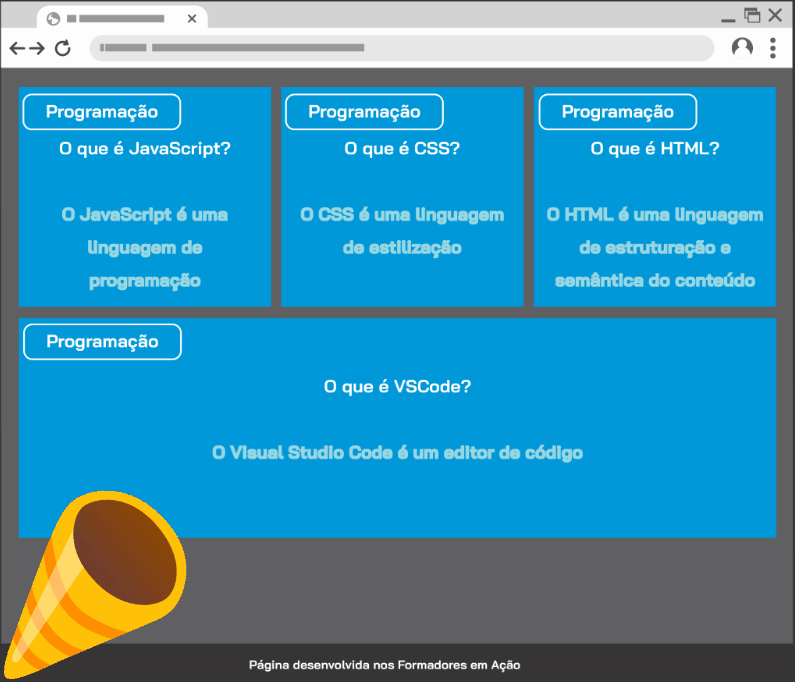 Programação
O que é JavaScript?
O JavaScript é uma
linguagem de
programação
Programação
O que é CSS?
O CSS é uma linguagem
de estilização
Programação
O que é HTML?
O HTML é uma linguagem
de estruturação e
semântica do conteúdo
Programação
O que é VSCode?
O Visual Studio Code é um editor de código
Página desenvolvida nos Formadores em Ação